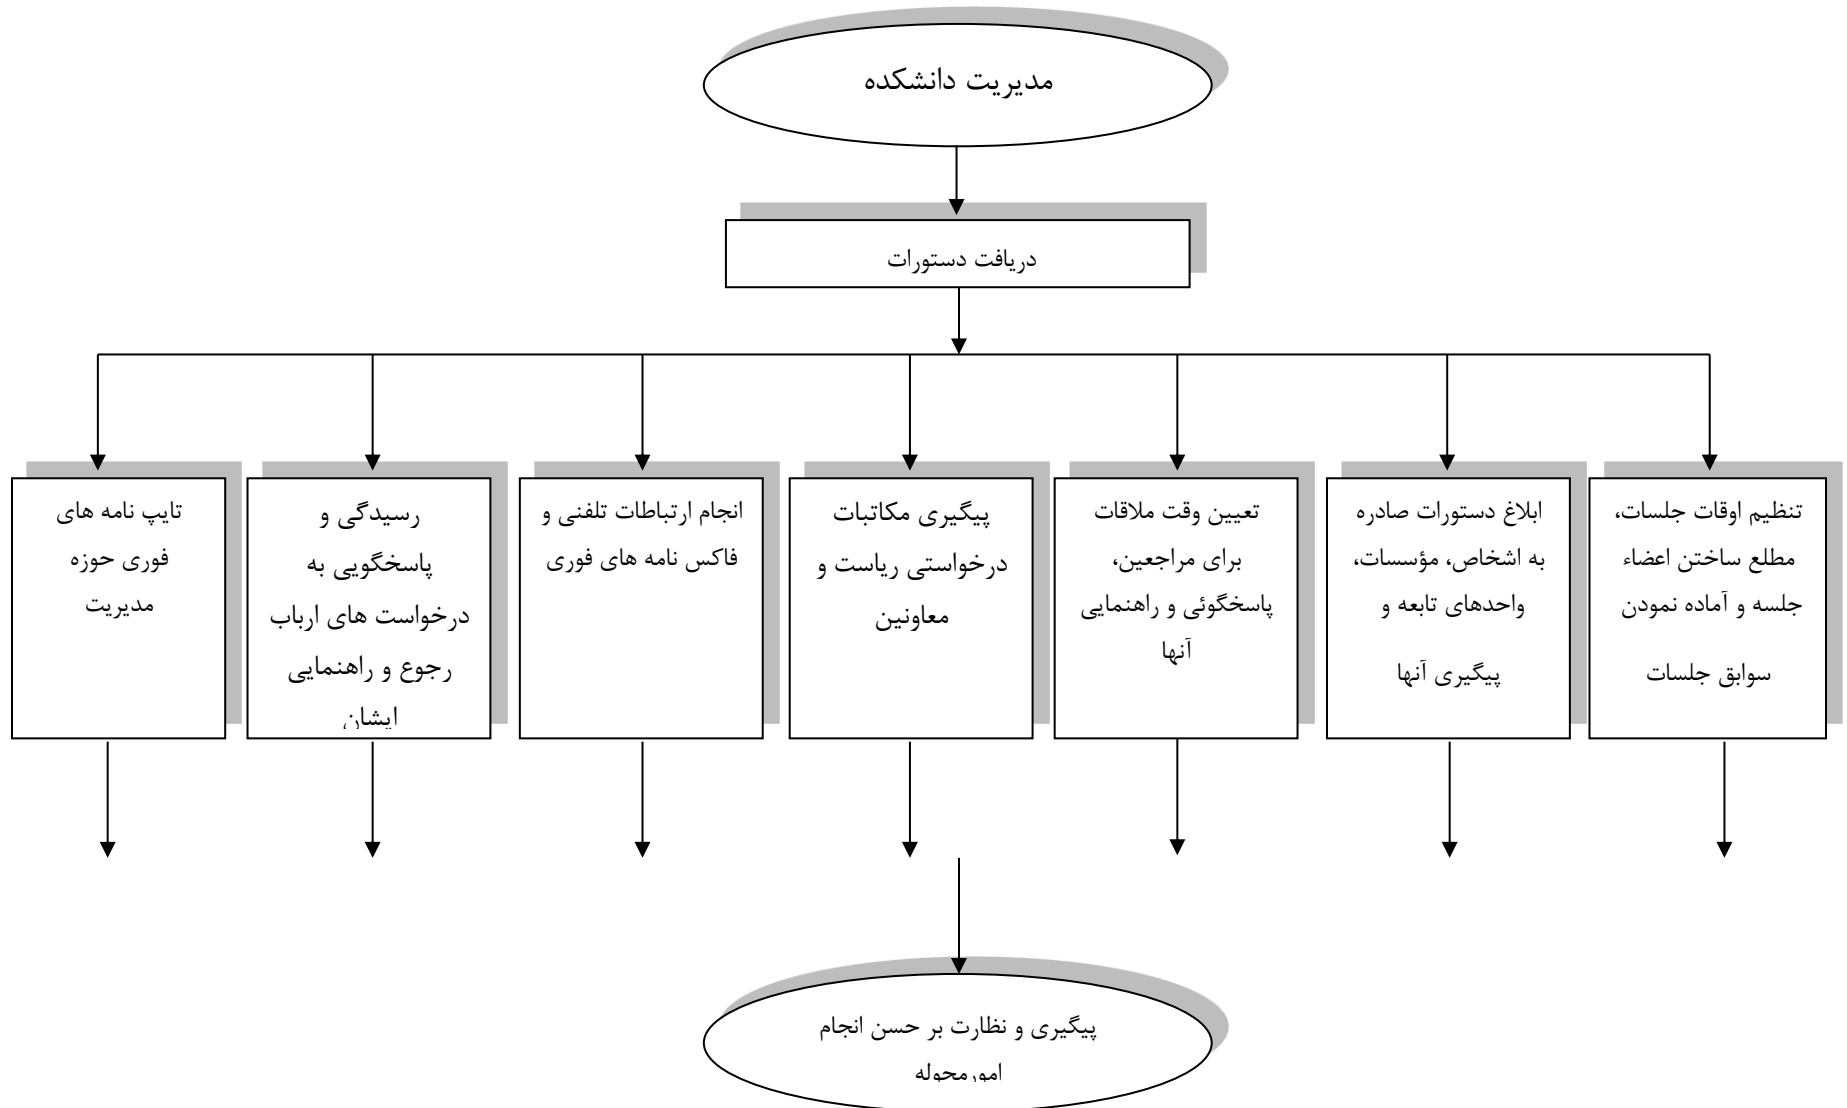 مدیریت دانشکده
دریافت دستورات
تنظیم اوقات جلسات،
مطلع ساختن اعضاء
جلسه و آماده نمودن
سوابق جلسات
ابلاغ دستورات صادره
به اشخاص، مؤسسات،
واحدهای تابعه و
پیگیری آنها
تعیین وقت ملاقات
برای مراجعین،
پاسخگوئی و راهنمایی
آنها
پیگیری مکاتبات
درخواستی ریاست و
معاونین
انجام ارتباطات تلفنی و
فاکس نامه های فوری
رسیدگی و
پاسخگویی به
درخواست های ارباب
رجوع و راهنمایی
ایشان
تایپ نامه های
فوری حوزه
مدیریت
پیگیری و نظارت بر حسن انجام
امورمحوله